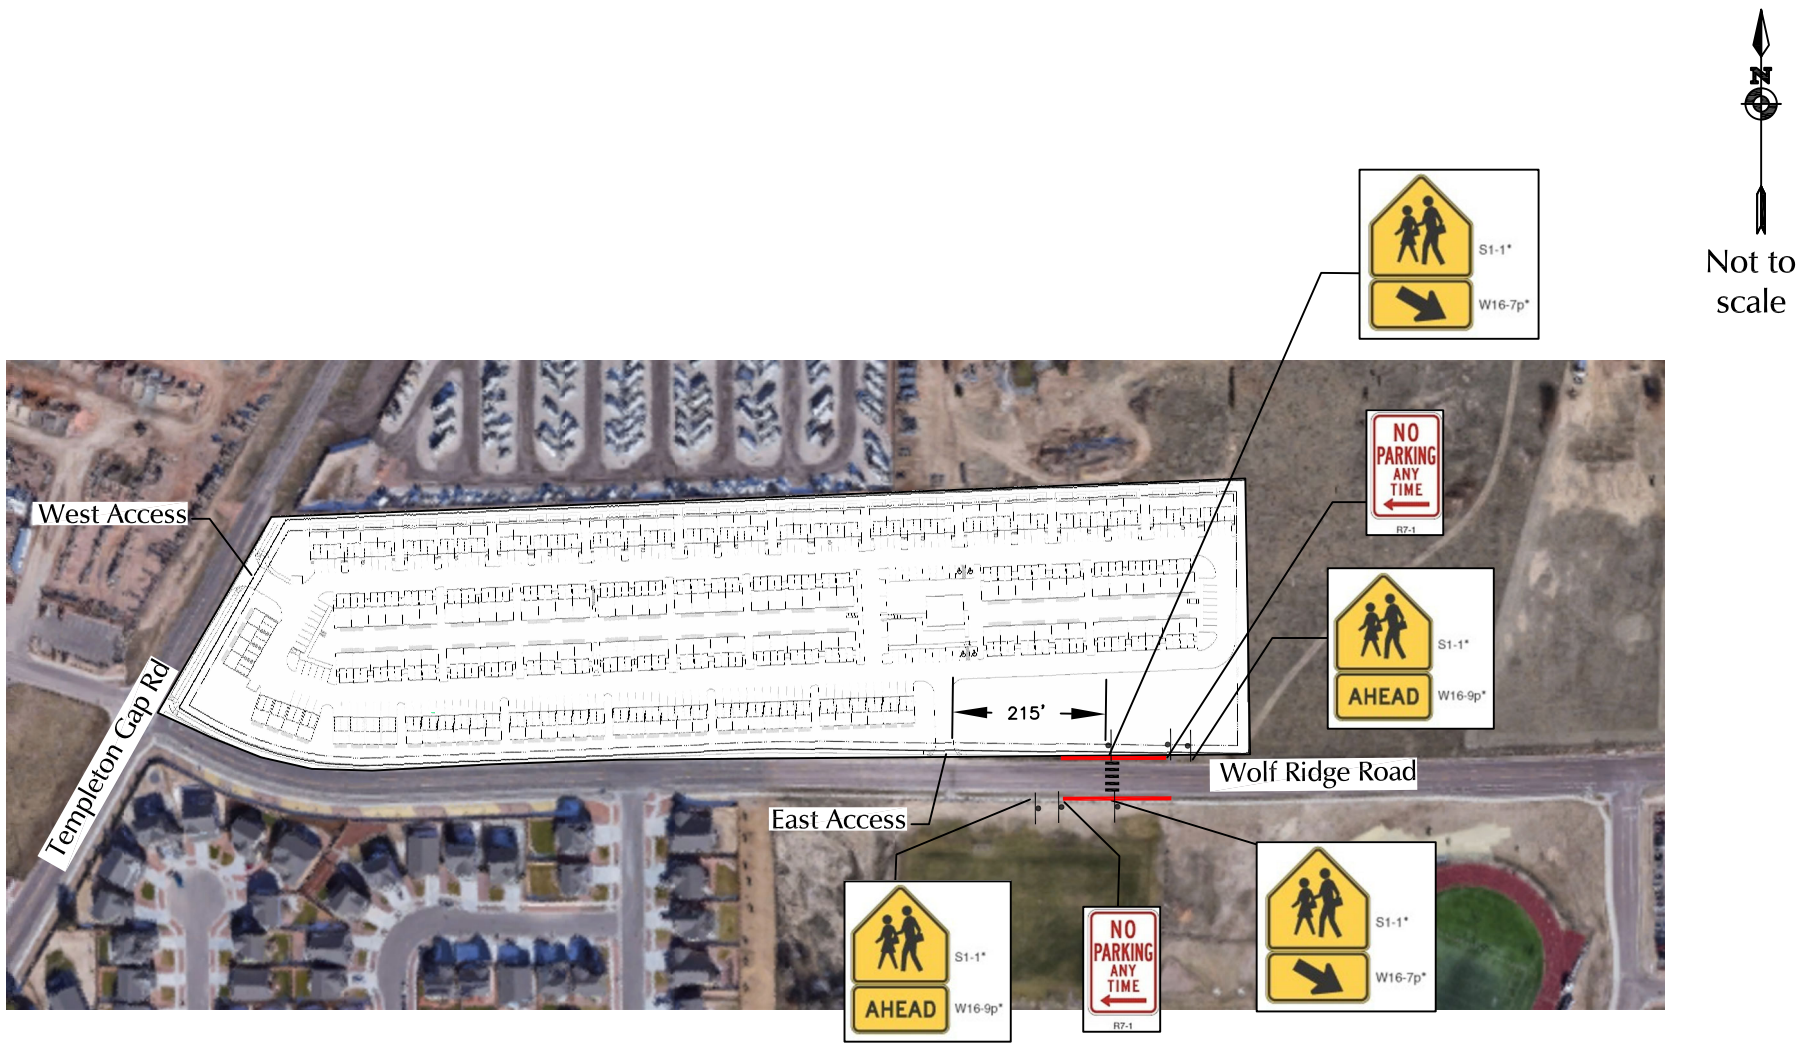 N
Not to
scale
S1-1*
W16-7p*
NO
PARKING
ANY
TIME
R7-1
West Access
S1-1*
AHEAD
W16-9p*
Templeton Gap Rd
215'
Wolf Ridge Road
East Access
S1-1*
AHEAD
W16-9p*
NO
PARKING
ANY
TIME
R7-1
S1-1*
W16-7p*